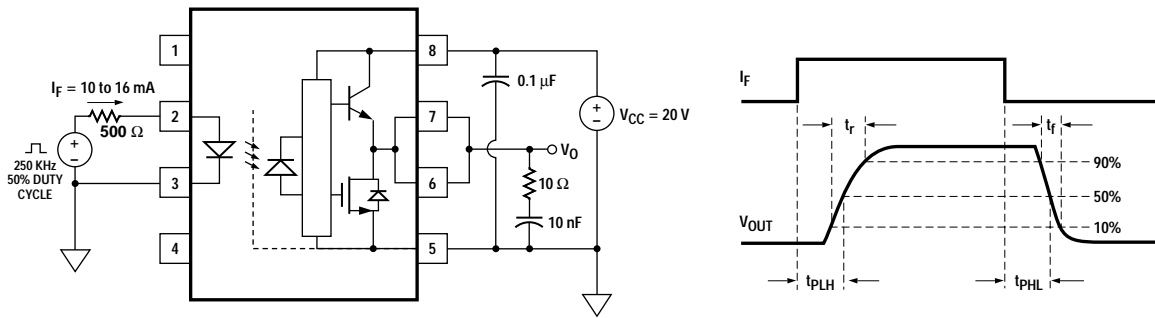 1
2
3
4
8
7
6
5
I_F = 10 to 16 mA
500 Ω
+
–
250 KHz
50% DUTY
CYCLE
0.1 μF
+
–
V_CC = 20 V
V_O
10 Ω
10 nF
I_F
t_r
t_f
90%
50%
10%
V_OUT
t_PLH
t_PHL